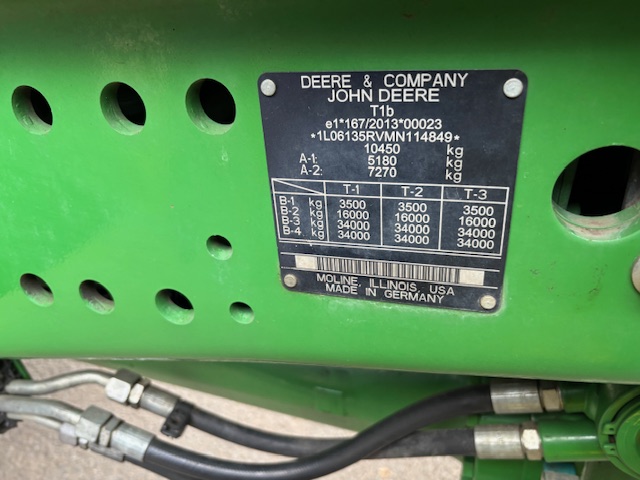 DEERE & COMPANY
JOHN DEERE
T1b
e1*167/2013*00023
*1L06135RVMN114849*
10450 kg
A-1: 5180 kg
A-2: 7270 kg
T-1 T-2 T-3
B-1 kg 3500 3500 3500
B-2 kg 16000 16000 16000
B-3 kg 34000 34000 34000
B-4 kg 34000 34000 34000
MOLINE, ILLINOIS, USA
MADE IN GERMANY